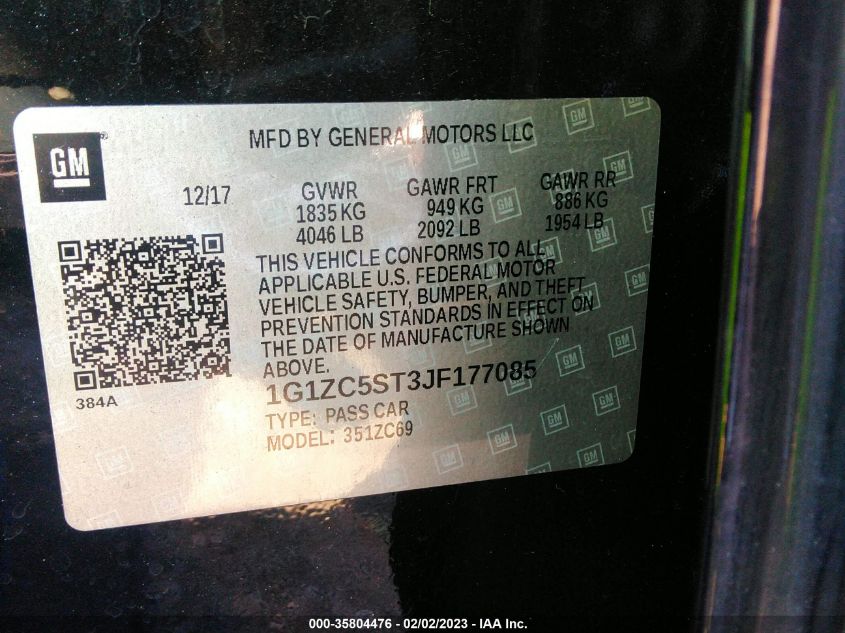 GM
MFD BY GENERAL MOTORS LLC
12/17
GVWR
1835 KG
4046 LB
GAWR FRT
949 KG
2092 LB
GAWR RR
886 KG
1954 LB
THIS VEHICLE CONFORMS TO ALL
APPLICABLE U.S. FEDERAL MOTOR
VEHICLE SAFETY, BUMPER, AND THEFT
PREVENTION STANDARDS IN EFFECT ON
THE DATE OF MANUFACTURE SHOWN
ABOVE.
384A
1G1ZC5ST3JF177085
TYPE: PASS CAR
MODEL: 351ZC69
000-35804476 - 02/02/2023 - IAA Inc.